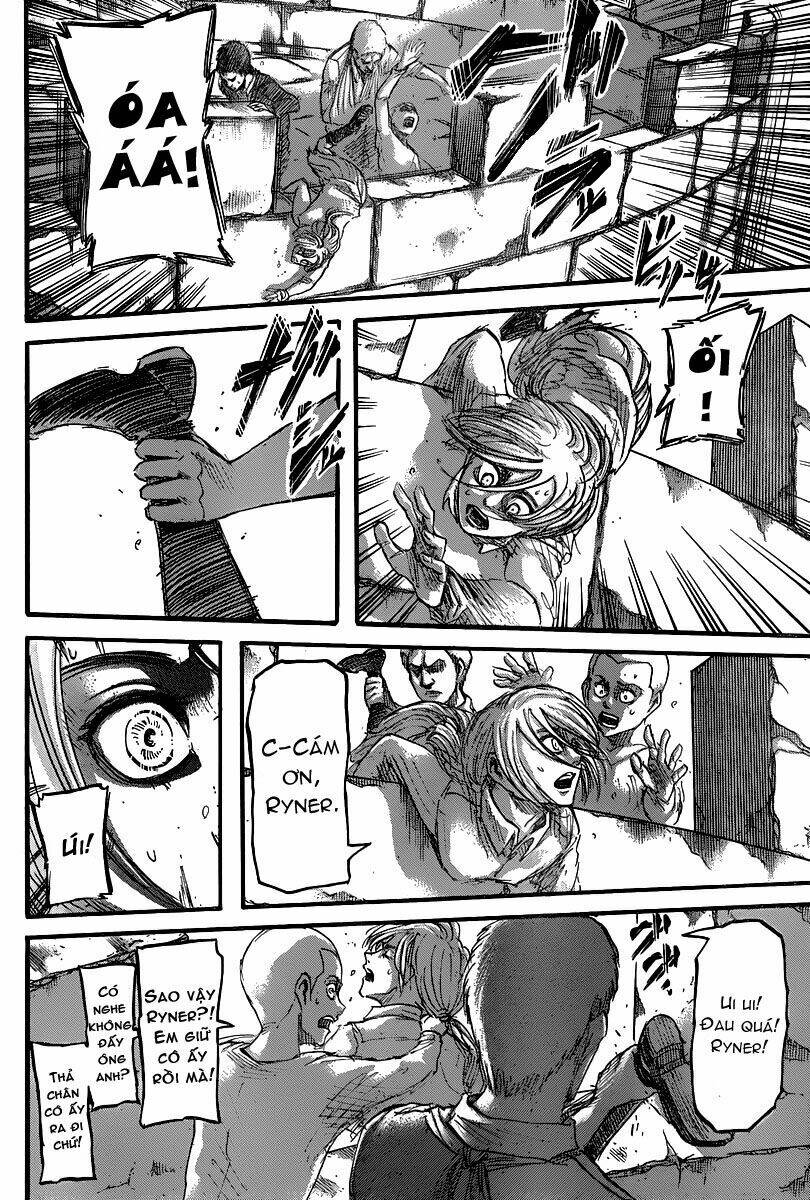 ÓA
ÁÁ!
ỐI
!
C-CÁM
ƠN,
RYNER.
ÚI!
UI UI!
ĐAU QUÁ!
RYNER!
SAO VẬY
RYNER?!
EM GIỮ
CÔ ẤY
RỒI MÀ!
CÓ
NGHE
KHÔNG
ĐẤY
ÔNG
ANH?
THẢ
CHÂN
CÔ ẤY
RA ĐI
CHỨ!